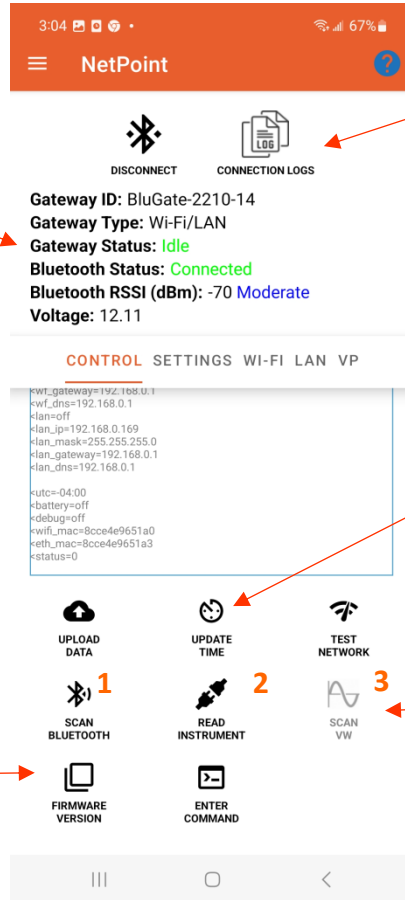 3:04
67%
NetPoint
?
LOG
DISCONNECT
CONNECTION LOGS
Gateway ID: BluGate-2210-14
Gateway Type: Wi-Fi/LAN
Gateway Status: Idle
Bluetooth Status: Connected
Bluetooth RSSI (dBm): -70 Moderate
Voltage: 12.11
CONTROL SETTINGS WI-FI LAN VP
<wf_gateway=192.168.0.1
<wf_dns=192.168.0.1
<lan=off
<lan_ip=192.168.0.169
<lan_mask=255.255.255.0
<lan_gateway=192.168.0.1
<lan_dns=192.168.0.1
<utc=-04:00
<battery=off
<debug=off
<wifi_mac=8cce4e9651a0
<eth_mac=8cce4e9651a3
<status=0
UPLOAD DATA
UPDATE TIME
TEST NETWORK
1
SCAN BLUETOOTH
2
READ INSTRUMENT
3
SCAN VW
FIRMWARE VERSION
ENTER COMMAND